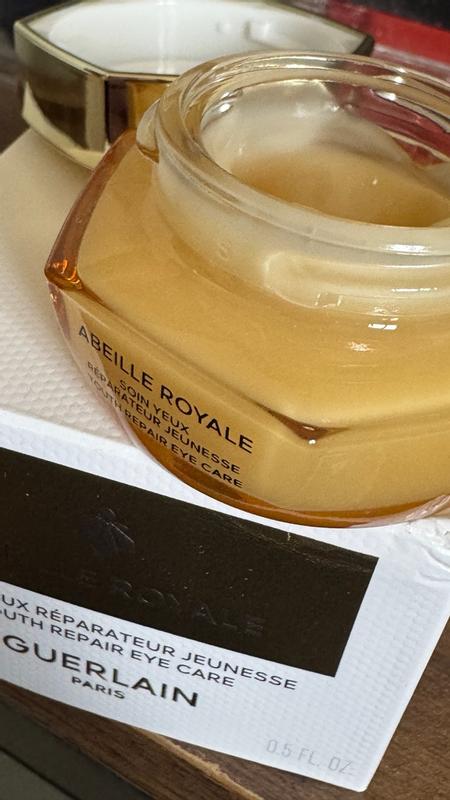 ABEILLE ROYALE
SOIN YEUX
RÉPARATEUR JEUNESSE
YOUTH REPAIR EYE CARE
E ROYALE
UX RÉPARATEUR JEUNESSE
OUTH REPAIR EYE CARE
GUERLAIN
PARIS
0.5 FL. OZ.